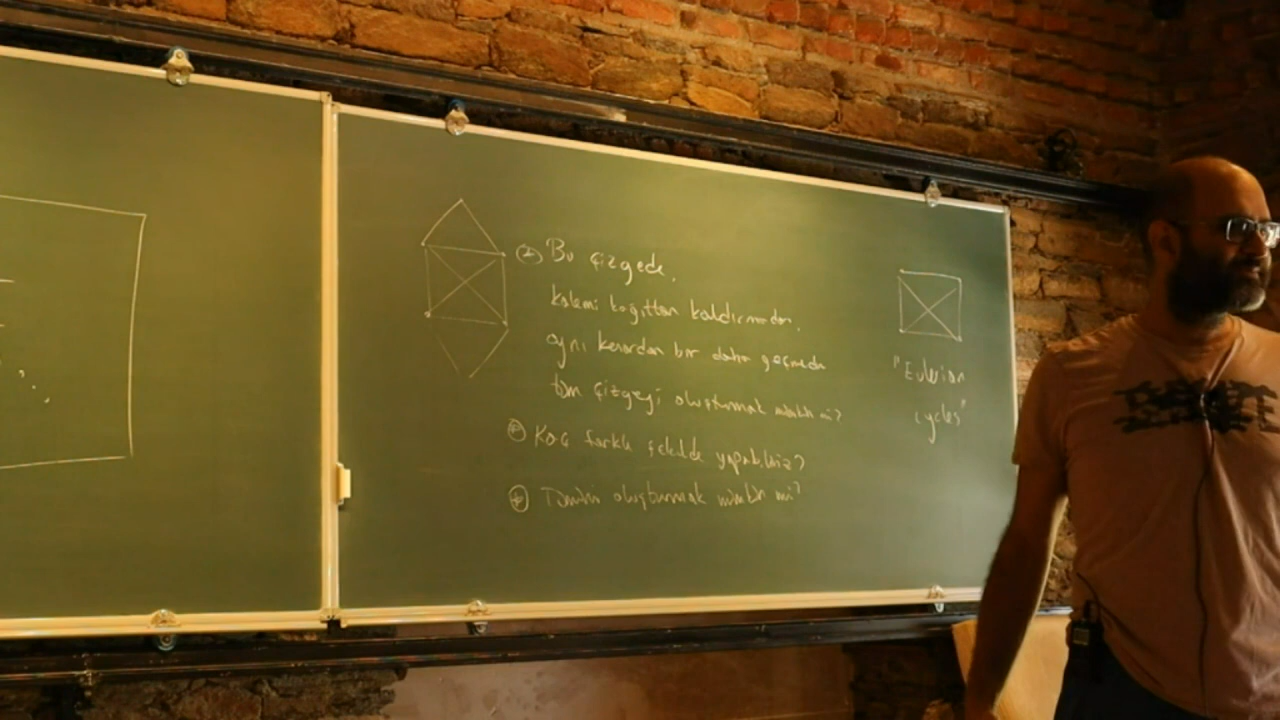 Bu çizgede,
kalemi kağıttan kaldırmadan,
aynı kenardan bir daha geçmeden
tüm çizgeyi oluşturmak mümkün mü?
Kaç farklı şekilde yapabiliriz?
Tümünü oluşturmak mümkün mü?
"Eulerian
cycles"